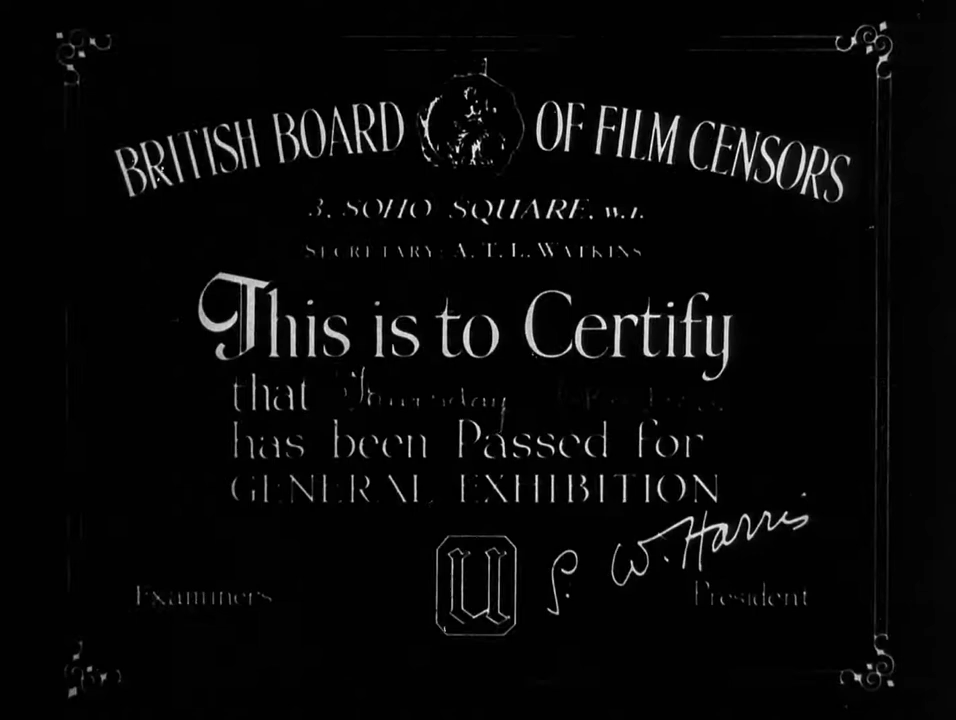 BRITISH BOARD OF FILM CENSORS
3, SOHO SQUARE, W.1.
SECRETARY: A. T. L. WATKINS
This is to Certify
that
has been Passed for
GENERAL EXHIBITION
S. W. Harris
U
Examiners
President